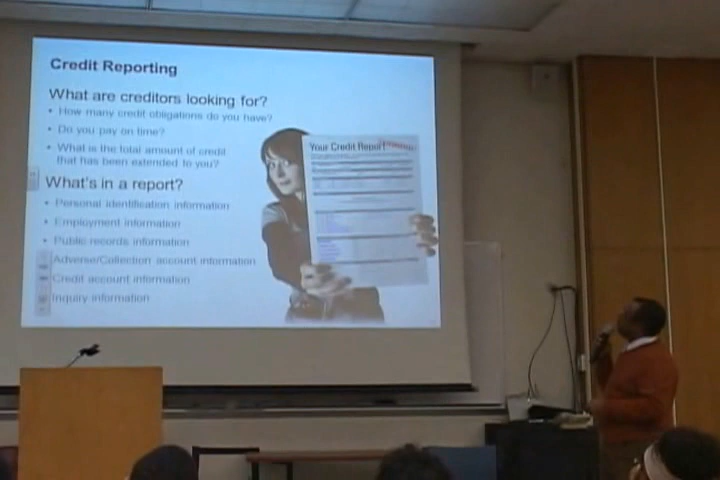 Credit Reporting
What are creditors looking for?
• How many credit obligations do you have?
• Do you pay on time?
• What is the total amount of credit
that has been extended to you?
What's in a report?
• Personal identification information
• Employment information
• Public records information
Adverse/Collection account information
Credit account information
Inquiry information
Your Credit Report